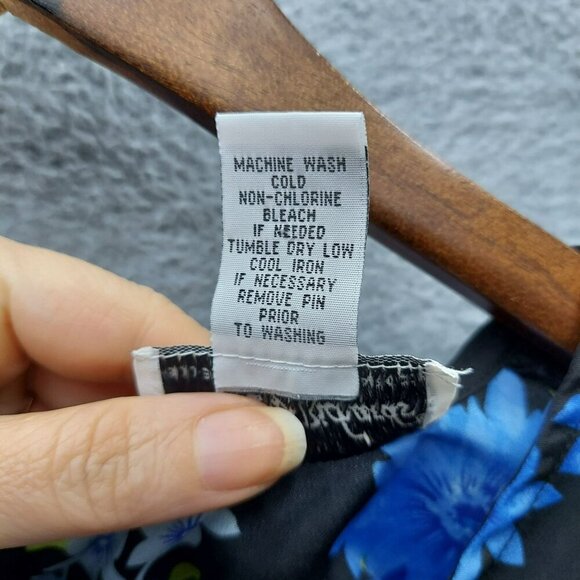 MACHINE WASH
COLD
NON-CHLORINE
BLEACH
IF NEEDED
TUMBLE DRY LOW
COOL IRON
IF NECESSARY
REMOVE PIN
PRIOR
TO WASHING